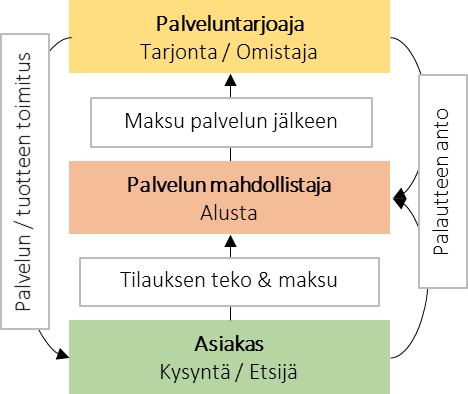 Palveluntarjoaja
Tarjonta / Omistaja
Maksu palvelun jälkeen
Palvelun mahdollistaja
Alusta
Tilauksen teko & maksu
Asiakas
Kysyntä / Etsijä
Palvelun / tuotteen toimitus
Palautteen anto